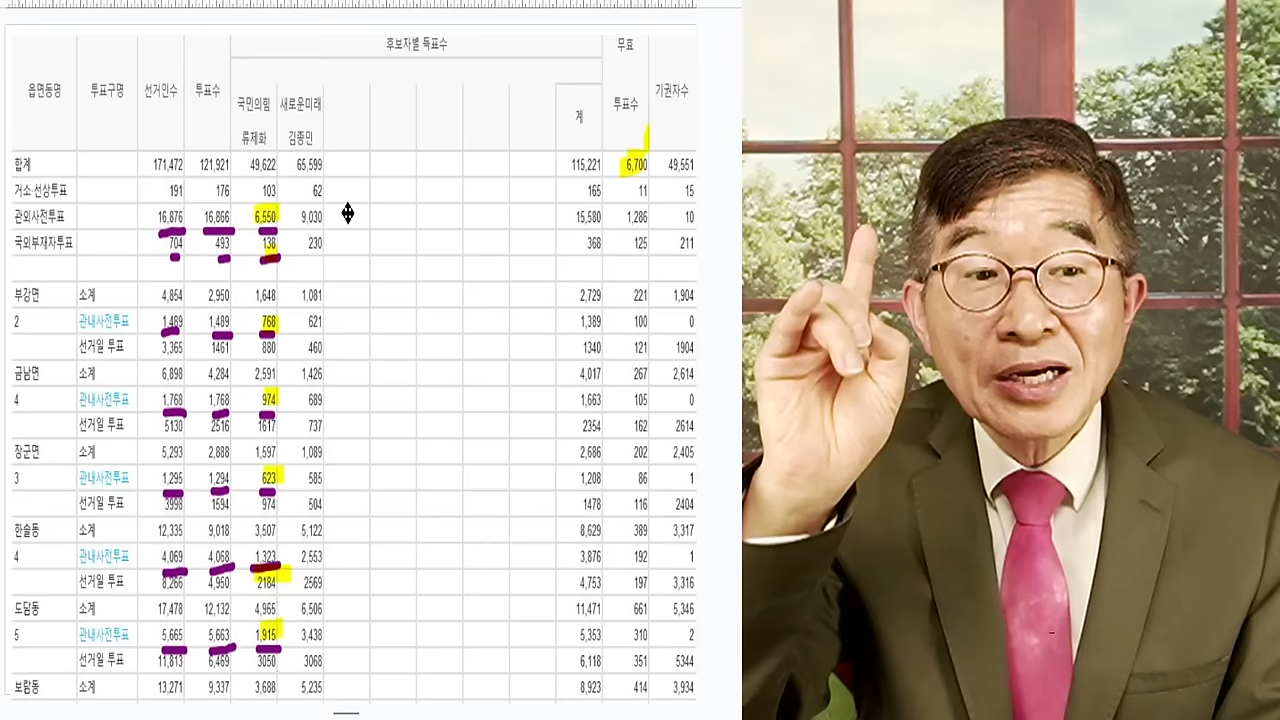 후보자별 득표수 무효
읍면동명 투표구명 선거인수 투표수 국민의힘 새로운미래 계 투표수 기권자수
류제화 김종민
합계 171,472 121,921 49,622 65,599 115,221 6,700 49,551
거소·선상투표 191 176 103 62 165 11 15
관외사전투표 16,876 16,866 6,550 9,030 15,580 1,286 10
국외부재자투표 704 493 138 230 368 125 211
부강면 소계 4,854 2,950 1,648 1,081 2,729 221 1,904
2 관내사전투표 1,489 1,489 768 621 1,389 100 0
선거일 투표 3,365 1461 880 460 1340 121 1904
금남면 소계 6,898 4,284 2,591 1,426 4,017 267 2,614
4 관내사전투표 1,768 1,768 974 689 1,663 105 0
선거일 투표 5130 2516 1617 737 2354 162 2614
장군면 소계 5,293 2,888 1,597 1,089 2,686 202 2,405
3 관내사전투표 1,295 1,294 623 585 1,208 86 1
선거일 투표 3998 1594 974 504 1478 116 2404
한솔동 소계 12,335 9,018 3,507 5,122 8,629 389 3,317
4 관내사전투표 4,069 4,068 1,323 2,553 3,876 192 1
선거일 투표 8,266 4,950 2184 2569 4,753 197 3,316
도담동 소계 17,478 12,132 4,965 6,506 11,471 661 5,346
5 관내사전투표 5,665 5,663 1,915 3,438 5,353 310 2
선거일 투표 11,813 6,469 3050 3068 6,118 351 5344
보람동 소계 13,271 9,337 3,688 5,235 8,923 414 3,934